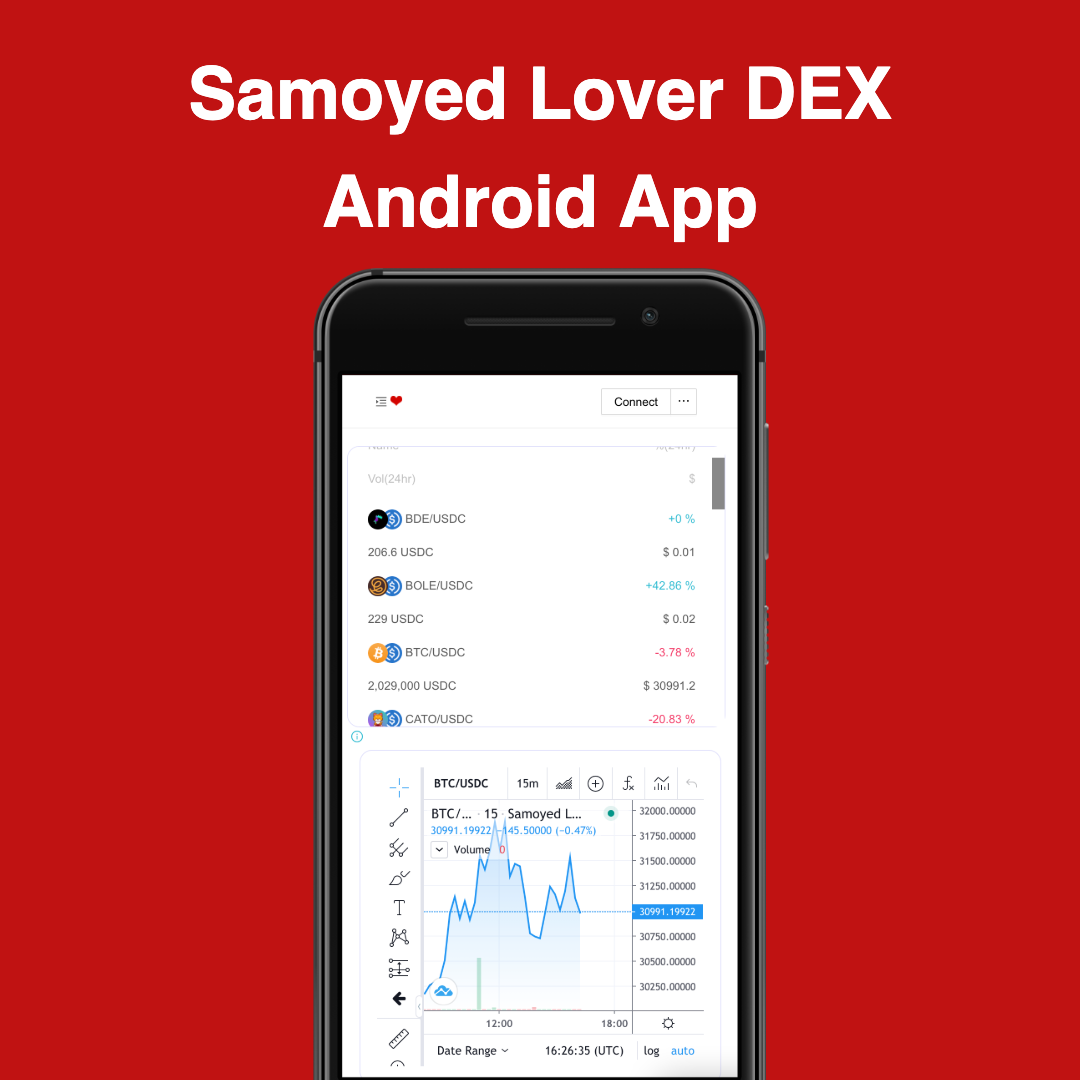 Samoyed Lover DEX
Android App
Connect ···
Name %(24hr)
Vol(24hr) $
BDE/USDC +0 %
206.6 USDC $ 0.01
BOLE/USDC +42.86 %
229 USDC $ 0.02
BTC/USDC -3.78 %
2,029,000 USDC $ 30991.2
CATO/USDC -20.83 %
BTC/USDC 15m
BTC/... · 15 · Samoyed L...
30991.19922 −145.50000 (−0.47%)
Volume 0
32000.00000
31750.00000
31500.00000
31250.00000
30991.19922
30750.00000
30500.00000
30250.00000
12:00 18:00
Date Range 16:26:35 (UTC) log auto